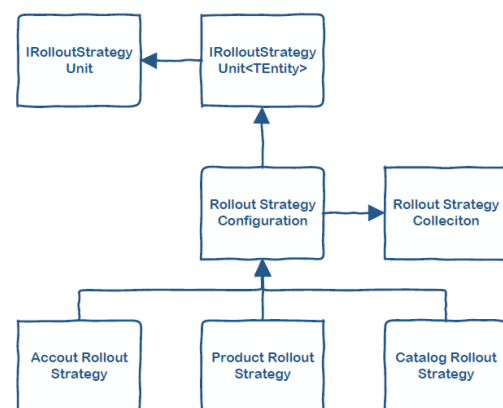 IRolloutStrategy
Unit
IRolloutStrategy
Unit<TEntity>
Rollout Strategy
Configuration
Rollout Strategy
Colleciton
Accout Rollout
Strategy
Product Rollout
Strategy
Catalog Rollout
Strategy